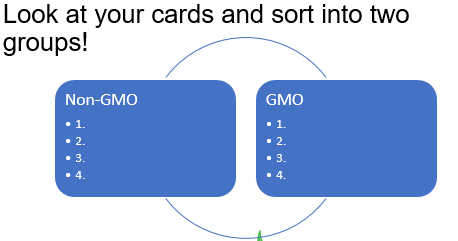 Look at your cards and sort into two
groups!
Non-GMO
• 1.
• 2.
• 3.
• 4.
GMO
• 1.
• 2.
• 3.
• 4.